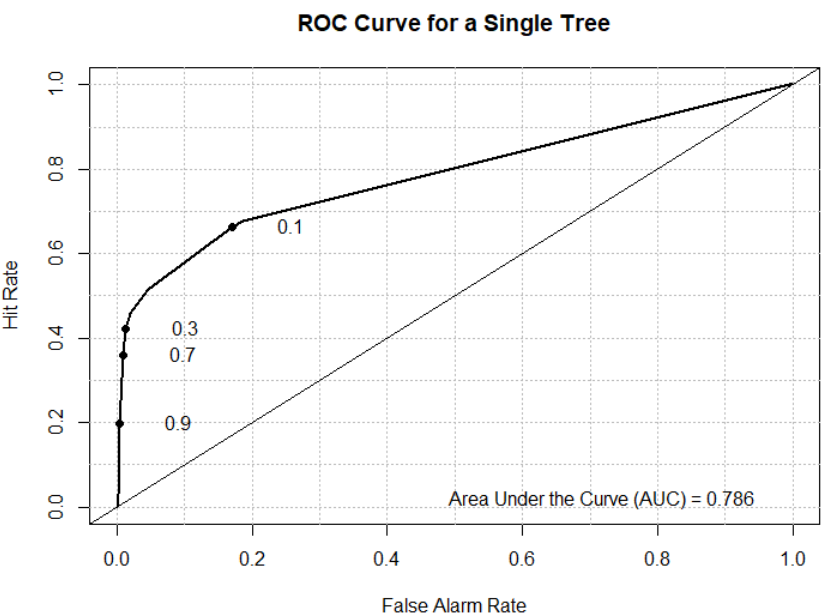 ROC Curve for a Single Tree
Hit Rate
1.0
0.8
0.6
0.4
0.2
0.0
0.1
0.3
0.7
0.9
Area Under the Curve (AUC) = 0.786
0.0 0.2 0.4 0.6 0.8 1.0
False Alarm Rate